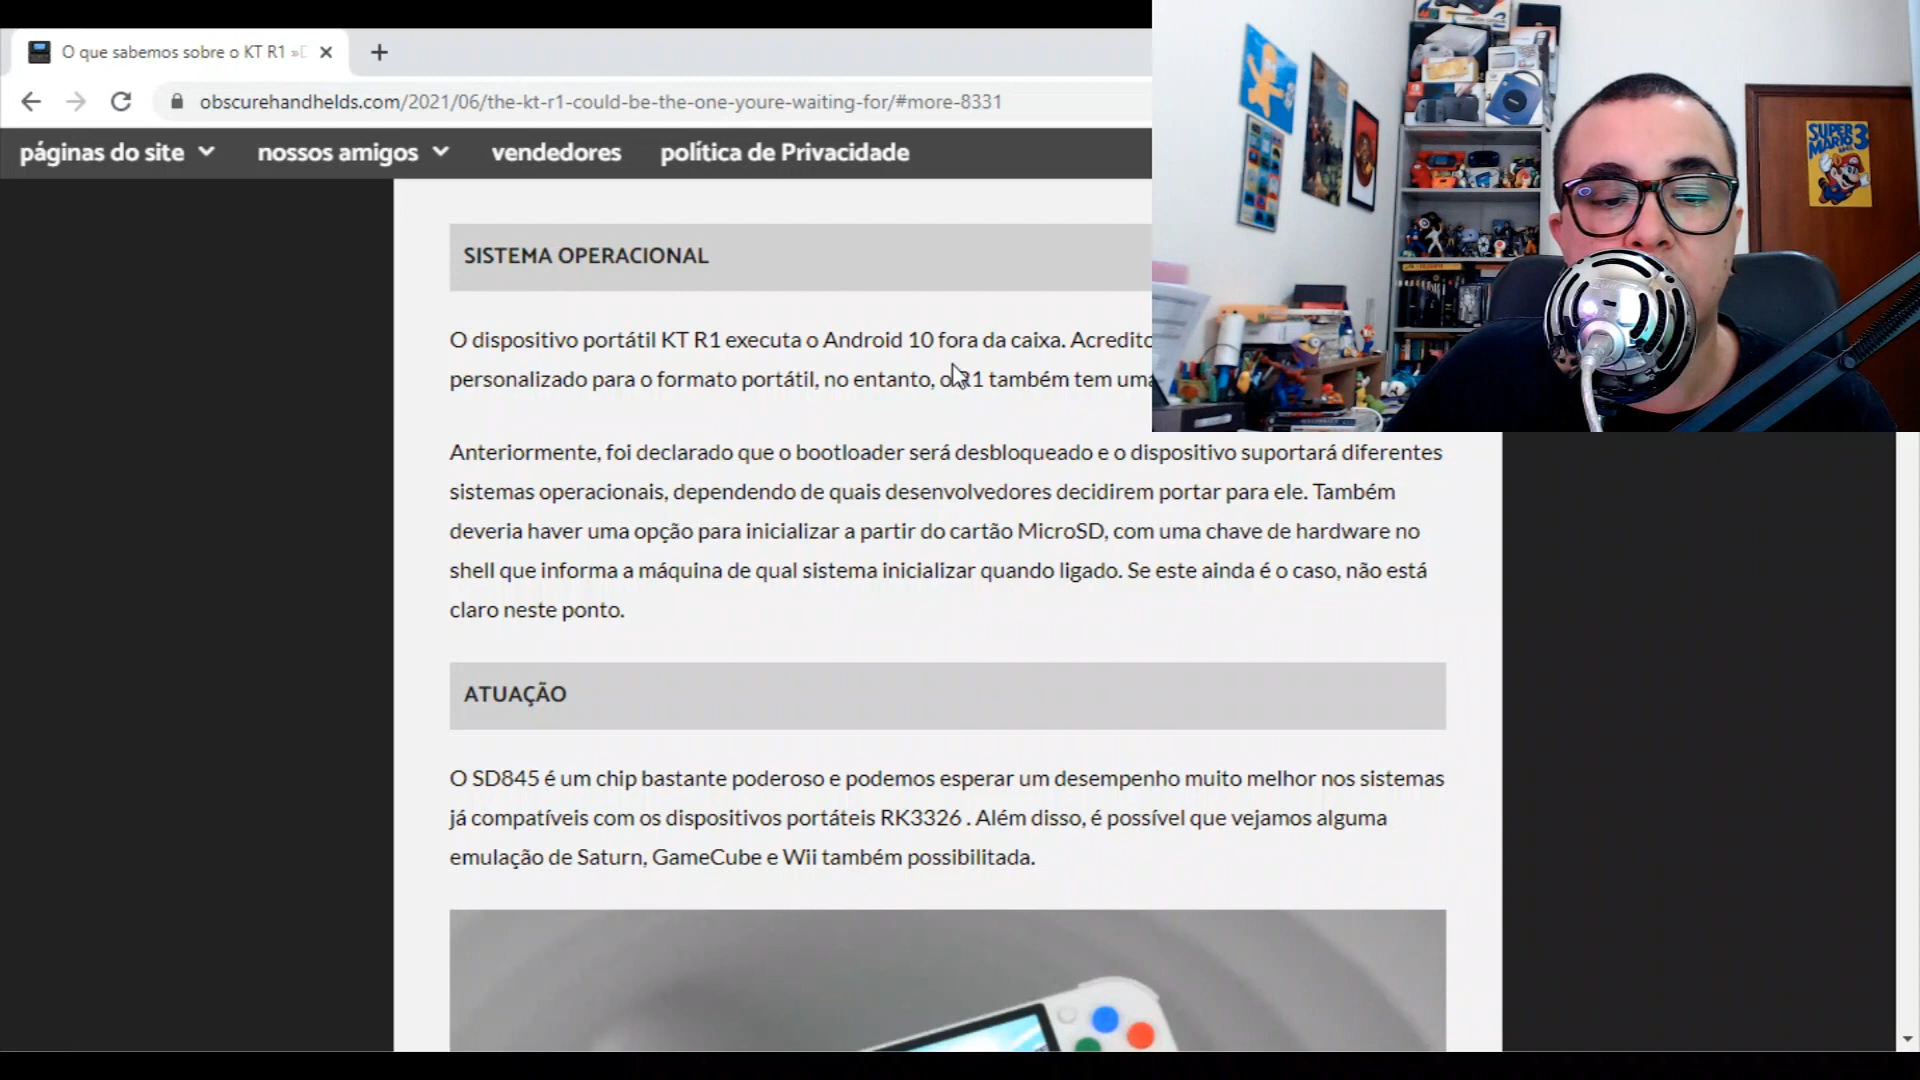 O que sabemos sobre o KT R1 »
obscurehandhelds.com/2021/06/the-kt-r1-could-be-the-one-youre-waiting-for/#more-8331
páginas do site nossos amigos vendedores política de Privacidade
SISTEMA OPERACIONAL
O dispositivo portátil KT R1 executa o Android 10 fora da caixa. Acredito
personalizado para o formato portátil, no entanto, o R1 também tem uma
Anteriormente, foi declarado que o bootloader será desbloqueado e o dispositivo suportará diferentes
sistemas operacionais, dependendo de quais desenvolvedores decidirem portar para ele. Também
deveria haver uma opção para inicializar a partir do cartão MicroSD, com uma chave de hardware no
shell que informa a máquina de qual sistema inicializar quando ligado. Se este ainda é o caso, não está
claro neste ponto.
ATUAÇÃO
O SD845 é um chip bastante poderoso e podemos esperar um desempenho muito melhor nos sistemas
já compatíveis com os dispositivos portáteis RK3326 . Além disso, é possível que vejamos alguma
emulação de Saturn, GameCube e Wii também possibilitada.
SUPER
MARIO 3